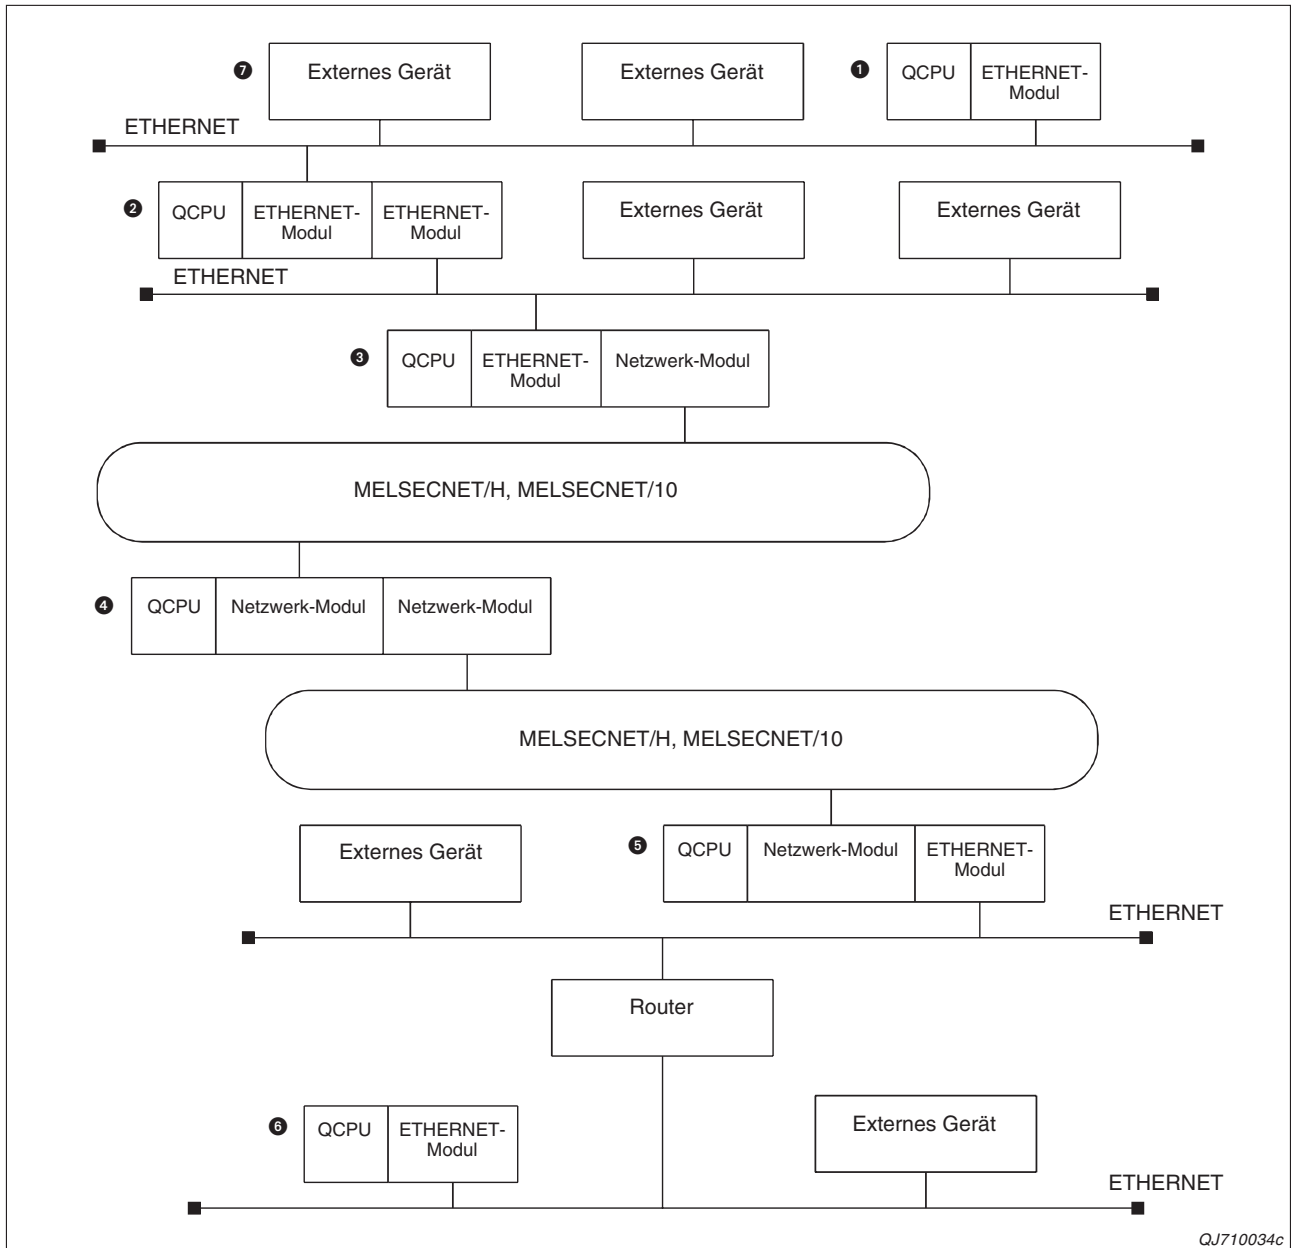 ❼ Externes Gerät
Externes Gerät
❶ QCPU
ETHERNET-
Modul
ETHERNET
❷ QCPU
ETHERNET-
Modul
ETHERNET-
Modul
Externes Gerät
Externes Gerät
ETHERNET
❸ QCPU
ETHERNET-
Modul
Netzwerk-Modul
MELSECNET/H, MELSECNET/10
❹ QCPU
Netzwerk-Modul
Netzwerk-Modul
MELSECNET/H, MELSECNET/10
Externes Gerät
❺ QCPU
Netzwerk-Modul
ETHERNET-
Modul
ETHERNET
Router
❻ QCPU
ETHERNET-
Modul
Externes Gerät
ETHERNET
QJ710034c